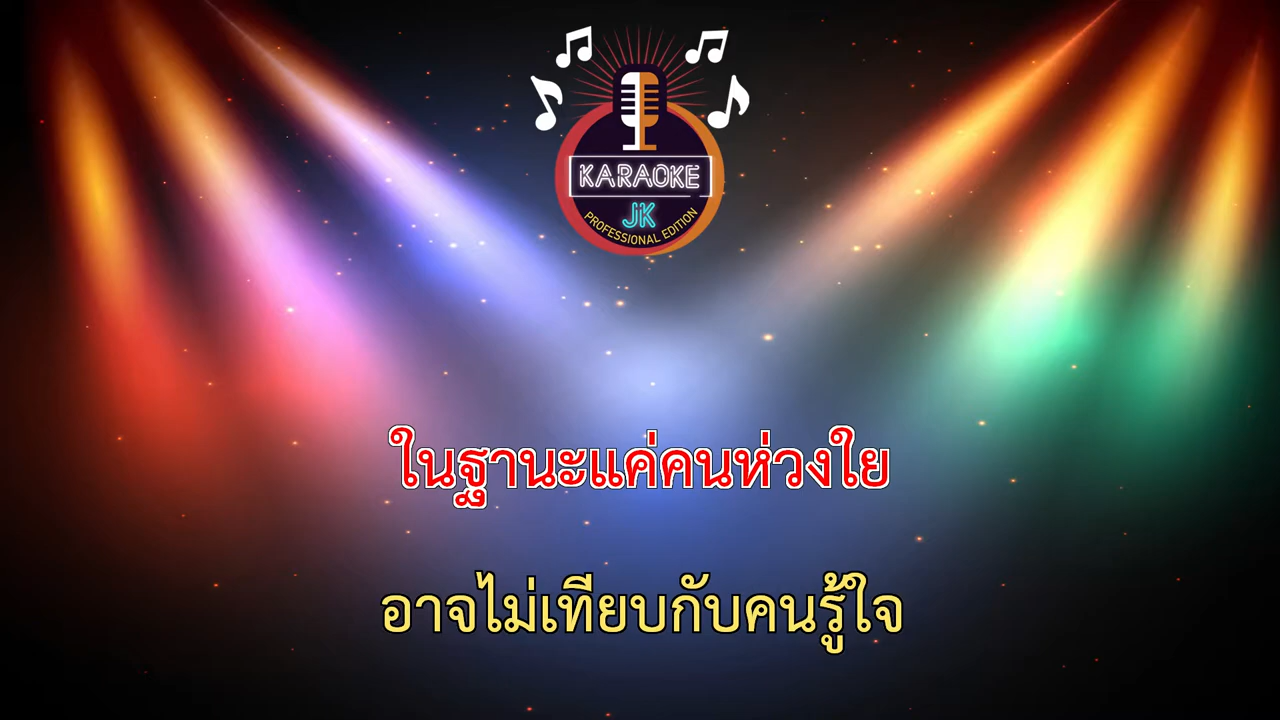 KARAOKE
JK
PROFESSIONAL EDITION
ในฐานะแค่คนห่วงใย
อาจไม่เทียบกับคนรู้ใจ